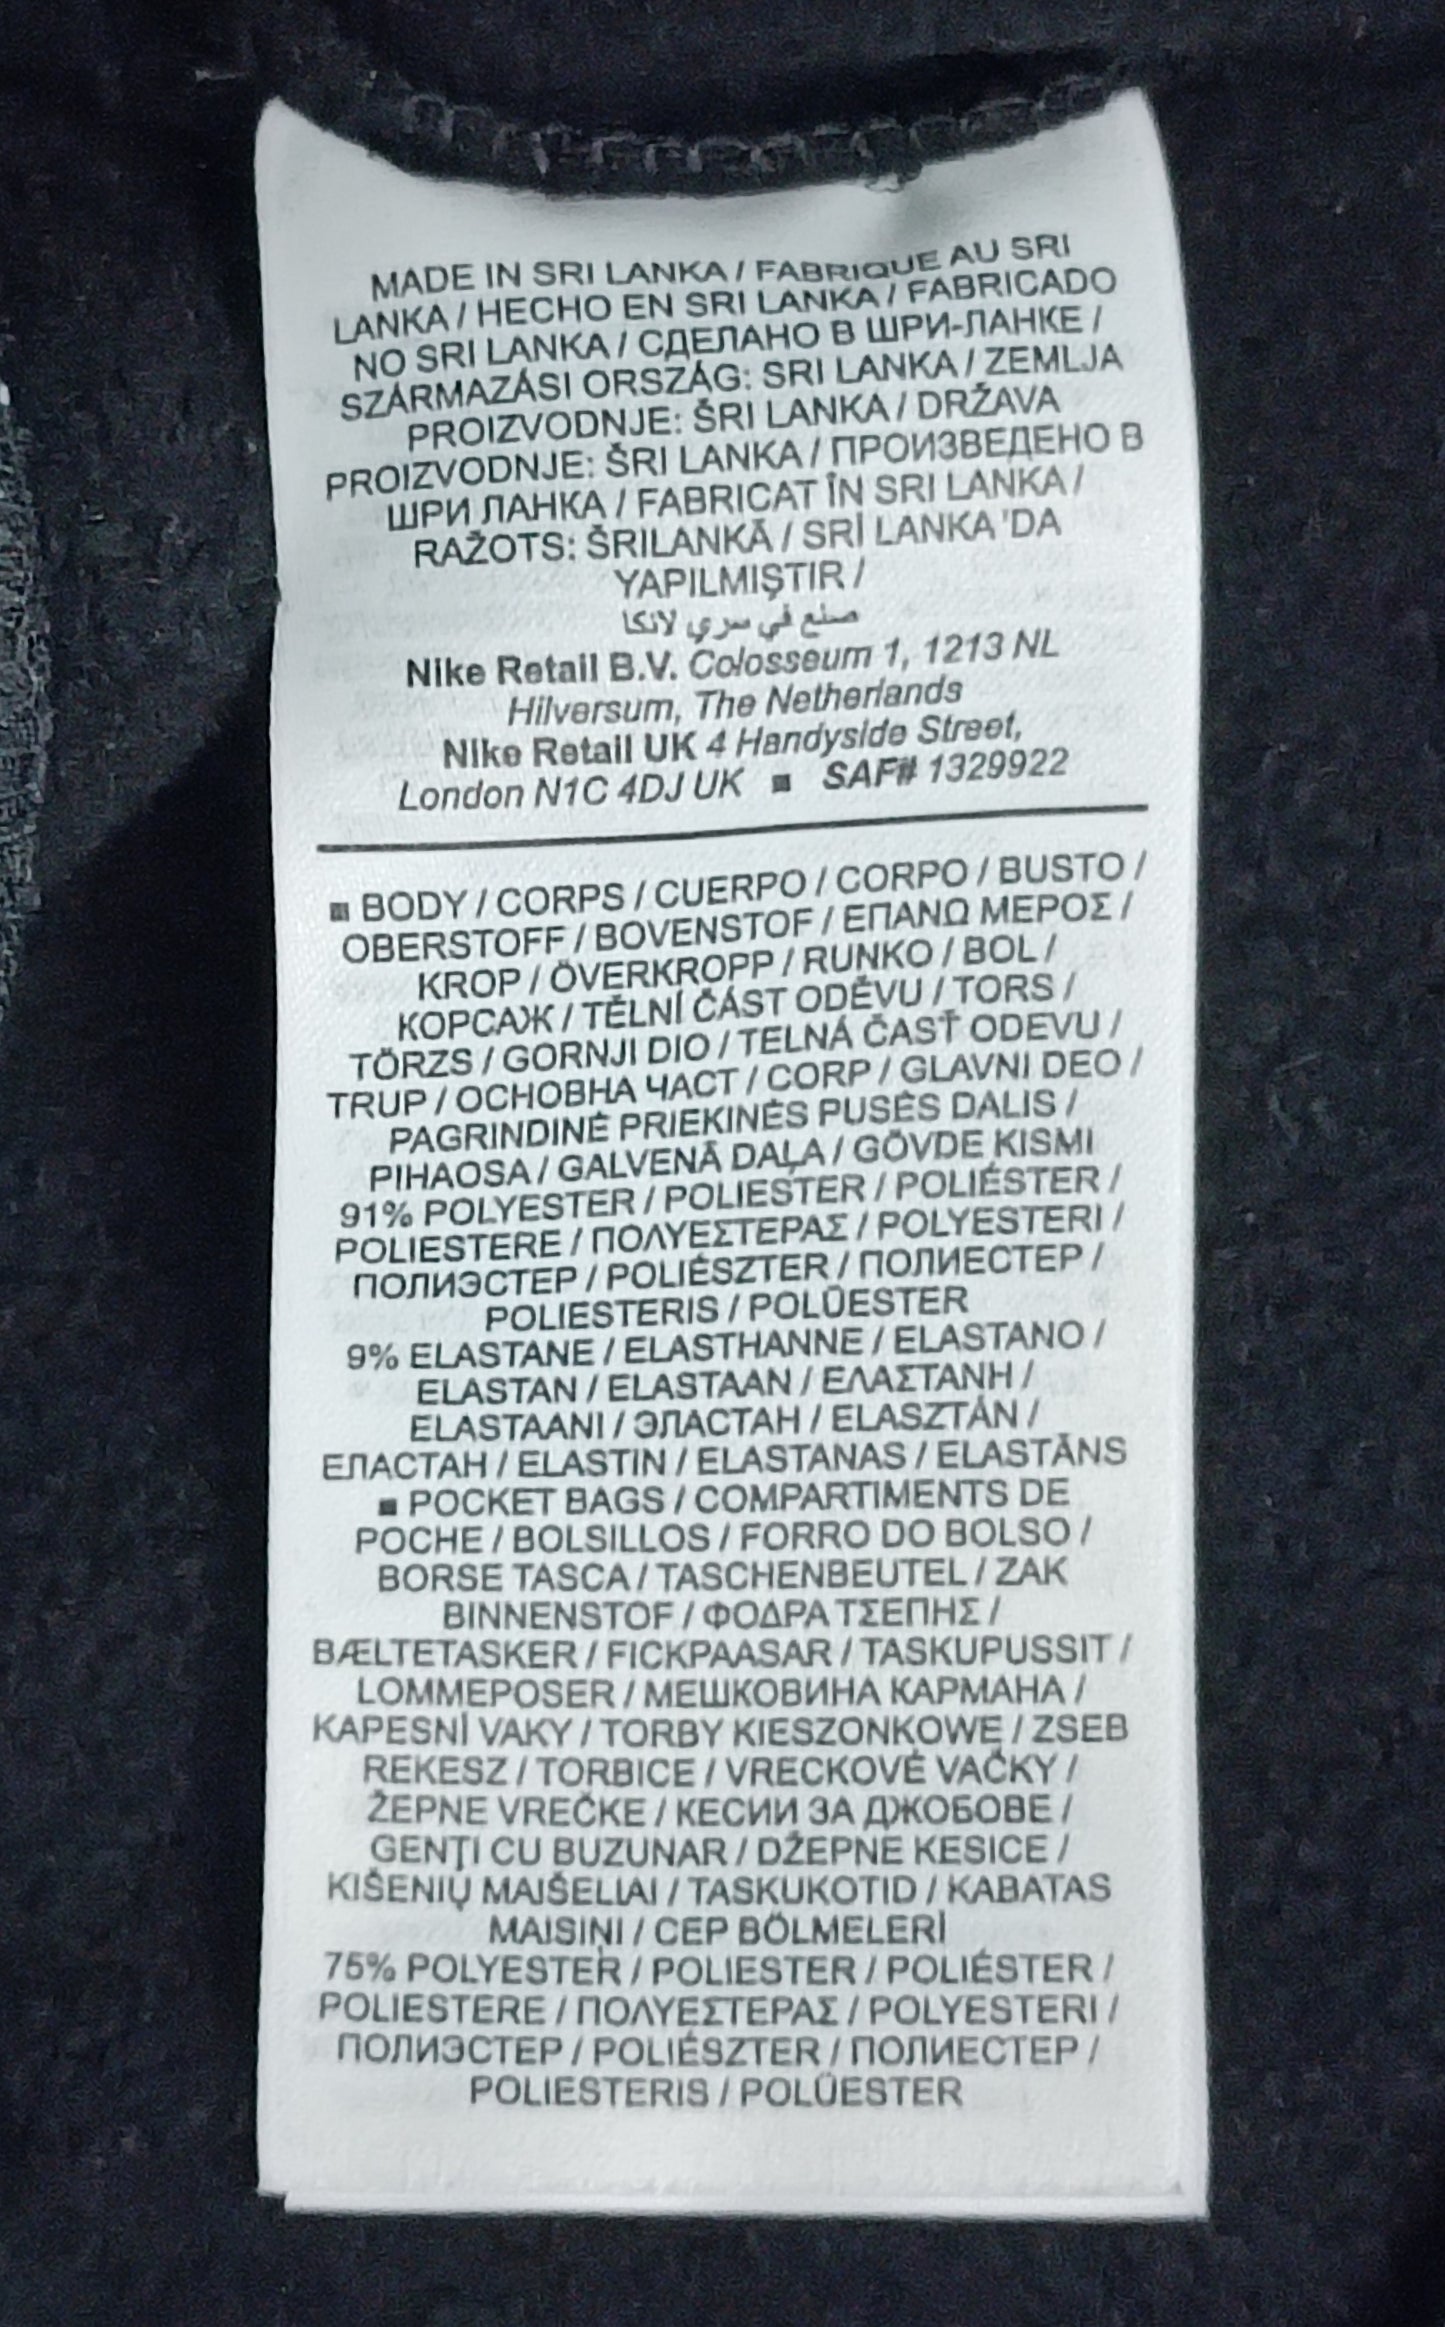 MADE IN SRI LANKA / FABRIQUE AU SRI
LANKA / HECHO EN SRI LANKA / FABRICADO
NO SRI LANKA / СДЕЛАНО В ШРИ-ЛАНКЕ /
SZÁRMAZÁSI ORSZÁG: SRI LANKA / ZEMLJA
PROIZVODNJE: ŠRI LANKA / DRŽAVA
PROIZVODNJE: ŠRI LANKA / ПРОИЗВЕДЕНО В
ШРИ ЛАНКА / FABRICAT ÎN SRI LANKA /
RAŽOTS: ŠRILANKĀ / SRİ LANKA 'DA
YAPILMIŞTIR /
صنع في سري لانكا
Nike Retail B.V. Colosseum 1, 1213 NL
Hilversum, The Netherlands
Nike Retail UK 4 Handyside Street,
London N1C 4DJ UK ■ SAF# 1329922
■ BODY / CORPS / CUERPO / CORPO / BUSTO /
OBERSTOFF / BOVENSTOF / ΕΠΑΝΩ ΜΕΡΟΣ /
KROP / ÖVERKROPP / RUNKO / BOL /
КОРСАЖ / TĚLNÍ ČÁST ODĚVU / TORS /
TÖRZS / GORNJI DIO / TELNÁ ČASŤ ODEVU /
TRUP / ОСНОВНА ЧАСТ / CORP / GLAVNI DEO /
PAGRINDINĖ PRIEKINĖS PUSĖS DALIS /
PIHAOSA / GALVENĀ DAĻA / GÖVDE KISMI
91% POLYESTER / POLIESTER / POLIÉSTER /
POLIESTERE / ΠΟΛΥΕΣΤΕΡΑΣ / POLYESTERI /
ПОЛИЭСТЕР / POLIÉSZTER / ПОЛИЕСТЕР /
POLIESTERIS / POLÜESTER
9% ELASTANE / ELASTHANNE / ELASTANO /
ELASTAN / ELASTAAN / ΕΛΑΣΤΑΝΗ /
ELASTAANI / ЭЛАСТАН / ELASZTÁN /
ЕЛАСТАН / ELASTIN / ELASTANAS / ELASTĀNS
■ POCKET BAGS / COMPARTIMENTS DE
POCHE / BOLSILLOS / FORRO DO BOLSO /
BORSE TASCA / TASCHENBEUTEL / ZAK
BINNENSTOF / ΦΟΔΡΑ ΤΣΕΠΗΣ /
BÆLTETASKER / FICKPAASAR / TASKUPUSSIT /
LOMMEPOSER / МЕШКОВИНА КАРМАНА /
KAPESNÍ VAKY / TORBY KIESZONKOWE / ZSEB
REKESZ / TORBICE / VRECKOVÉ VAČKY /
ŽEPNE VREČKE / КЕСИИ ЗА ДЖОБОВЕ /
GENŢI CU BUZUNAR / DŽEPNE KESICE /
KIŠENIŲ MAIŠELIAI / TASKUKOTID / KABATAS
MAISIŅI / CEP BÖLMELERİ
75% POLYESTER / POLIESTER / POLIÉSTER /
POLIESTERE / ΠΟΛΥΕΣΤΕΡΑΣ / POLYESTERI /
ПОЛИЭСТЕР / POLIÉSZTER / ПОЛИЕСТЕР /
POLIESTERIS / POLÜESTER